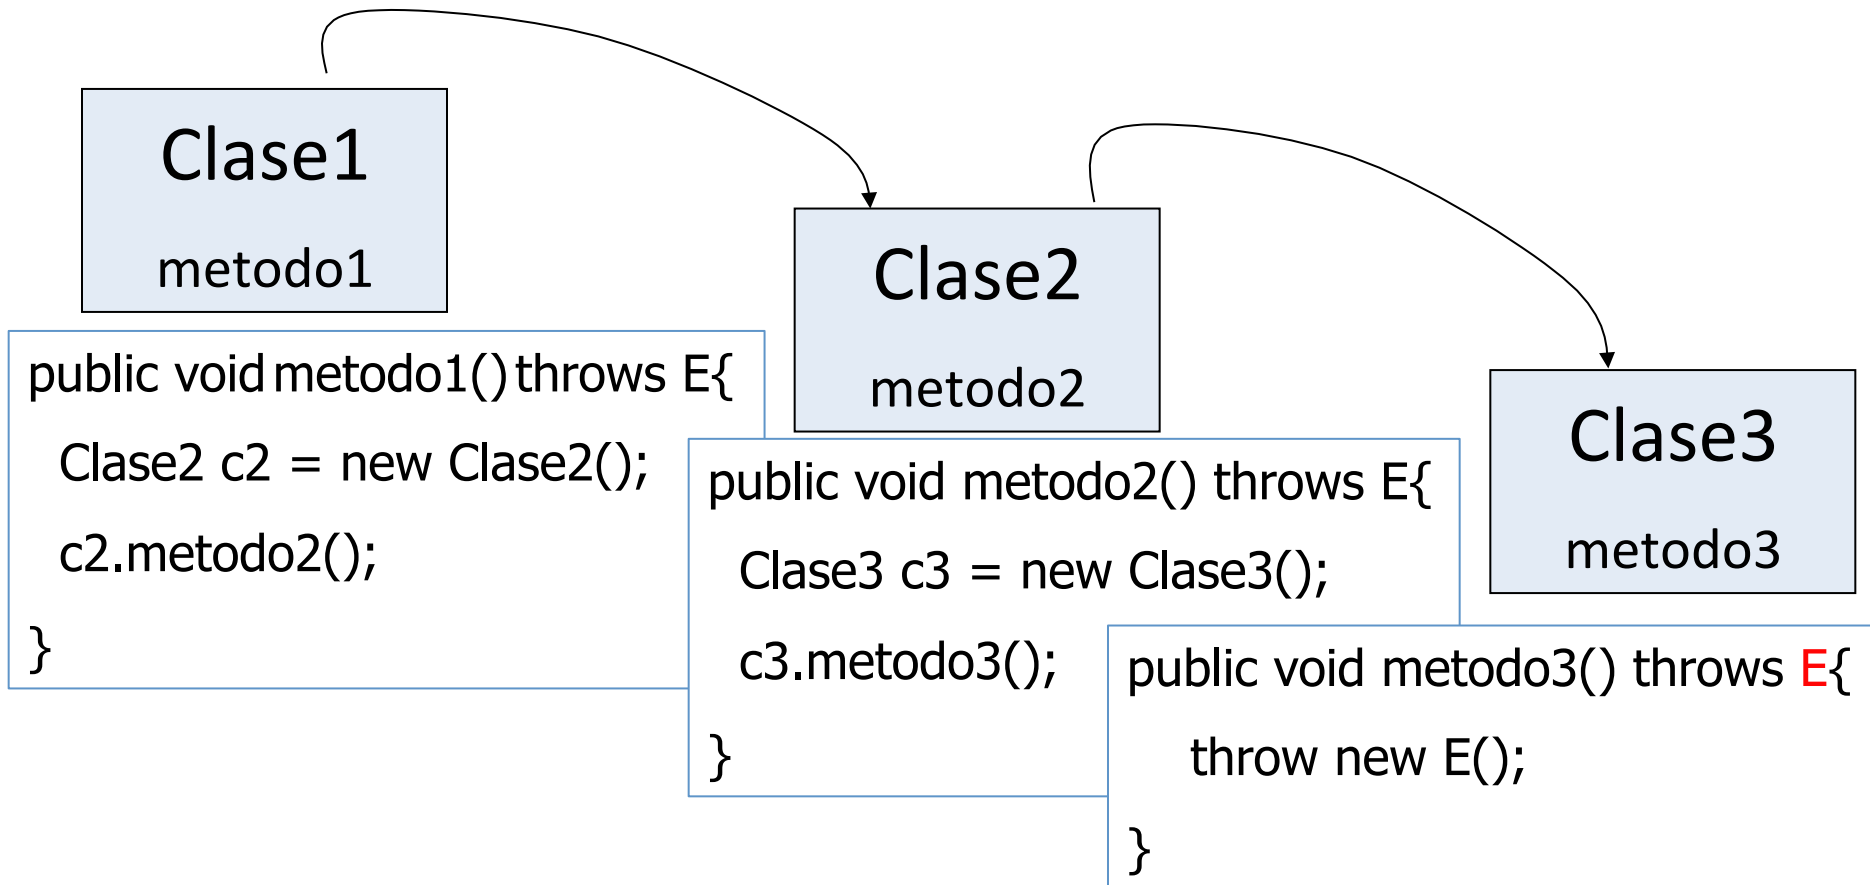 Clase1
metodo1
public void metodo1() throws E{
Clase2 c2 = new Clase2();
c2.metodo2();
}
Clase2
metodo2
public void metodo2() throws E{
Clase3 c3 = new Clase3();
c3.metodo3();
}
Clase3
metodo3
public void metodo3() throws E{
throw new E();
}